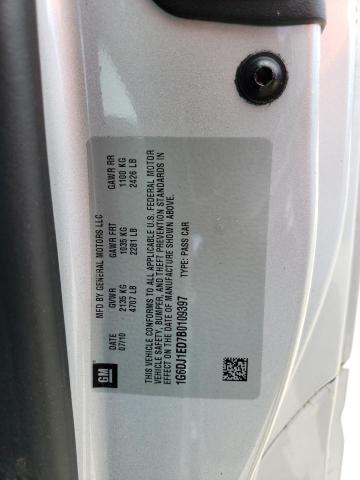 MFD BY GENERAL MOTORS LLC
DATE GVWR GAWR FRT GAWR RR
07/10 2135 KG 1035 KG 1100 KG
4707 LB 2281 LB 2426 LB
THIS VEHICLE CONFORMS TO ALL APPLICABLE U.S. FEDERAL MOTOR
VEHICLE SAFETY, BUMPER, AND THEFT PREVENTION STANDARDS IN
EFFECT ON THE DATE OF MANUFACTURE SHOWN ABOVE.
1G6DJ1ED7B0109397 TYPE: PASS CAR
GM